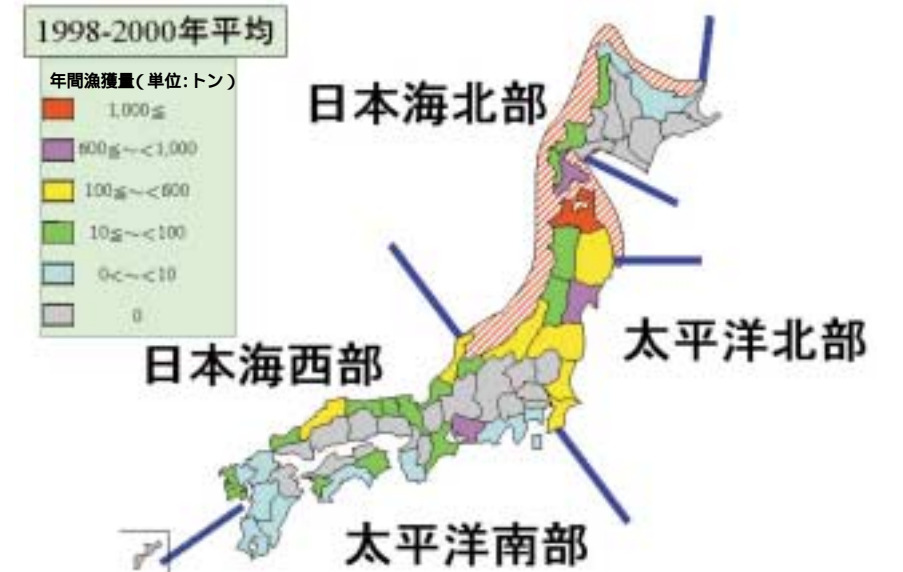 1998-2000年平均
年間漁獲量(単位:トン)
1,000≦
600≦~<1,000
100≦~<600
10≦~<100
0<~<10
0
日本海北部
日本海西部
太平洋北部
太平洋南部